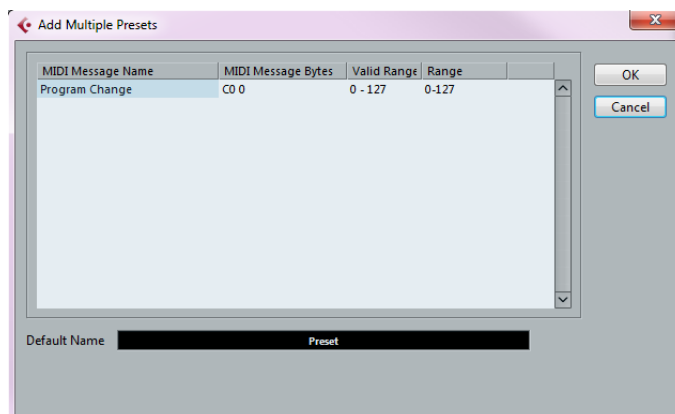 Add Multiple Presets
MIDI Message Name MIDI Message Bytes Valid Range Range
Program Change C0 0 0 - 127 0-127
OK
Cancel
Default Name Preset